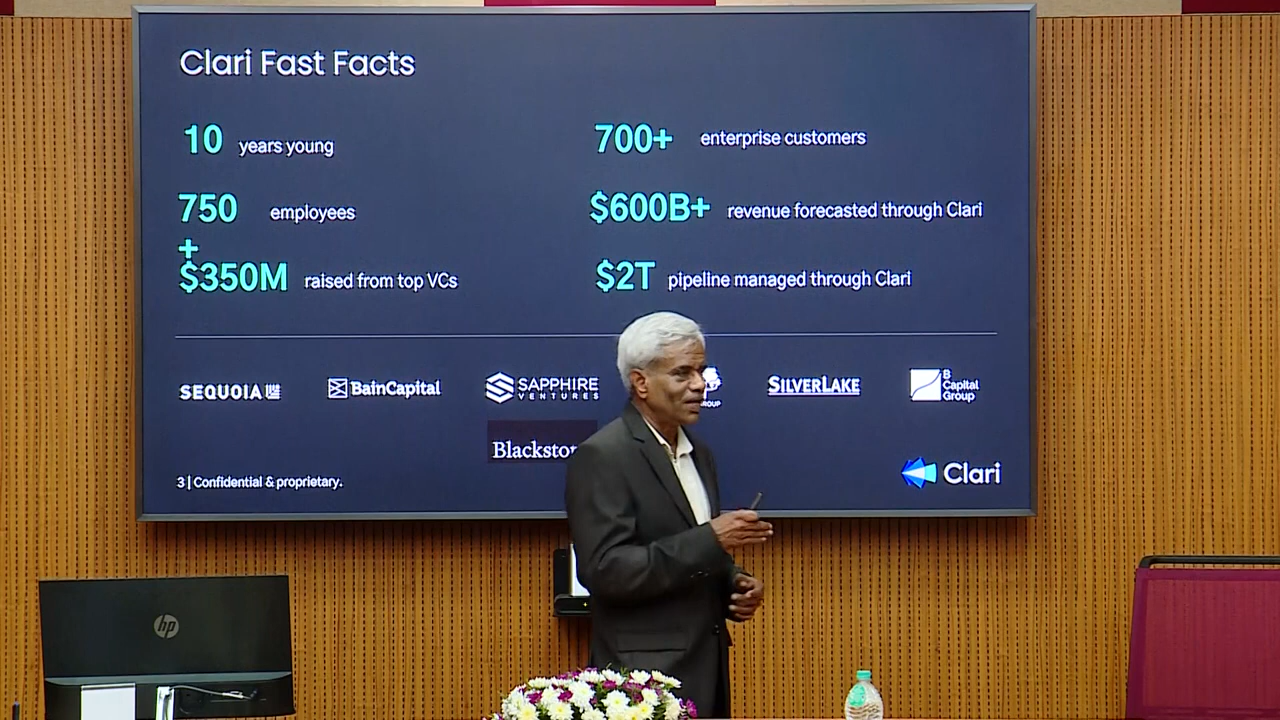 Clari Fast Facts
10 years young
700+ enterprise customers
750 employees
+
$600B+ revenue forecasted through Clari
$350M raised from top VCs
$2T pipeline managed through Clari
SEQUOIA
BainCapital
SAPPHIRE
VENTURES
SILVERLAKE
B
Capital
Group
3 | Confidential & proprietary.
Clari
hp